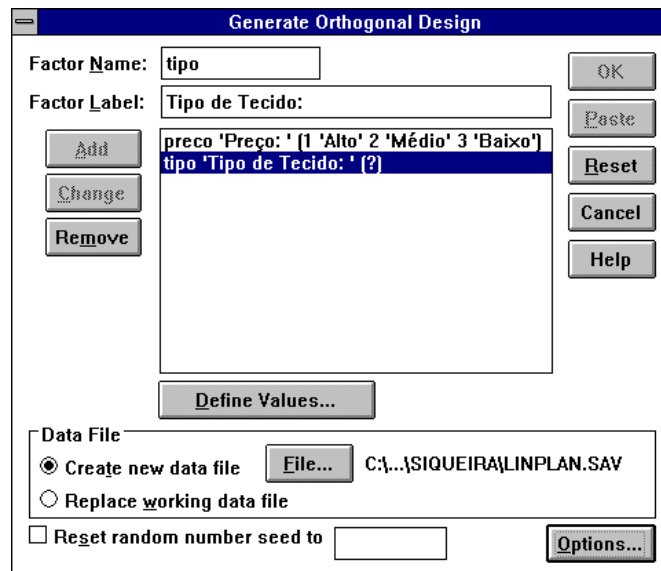 Generate Orthogonal Design
Factor Name: tipo
Factor Label: Tipo de Tecido:
Add
Change
Remove
preco 'Preço: ' (1 'Alto' 2 'Médio' 3 'Baixo')
tipo 'Tipo de Tecido: ' (?)
OK
Paste
Reset
Cancel
Help
Define Values...
Data File
Create new data file File... C:\...\SIQUEIRA\LINPLAN.SAV
Replace working data file
Reset random number seed to
Options...